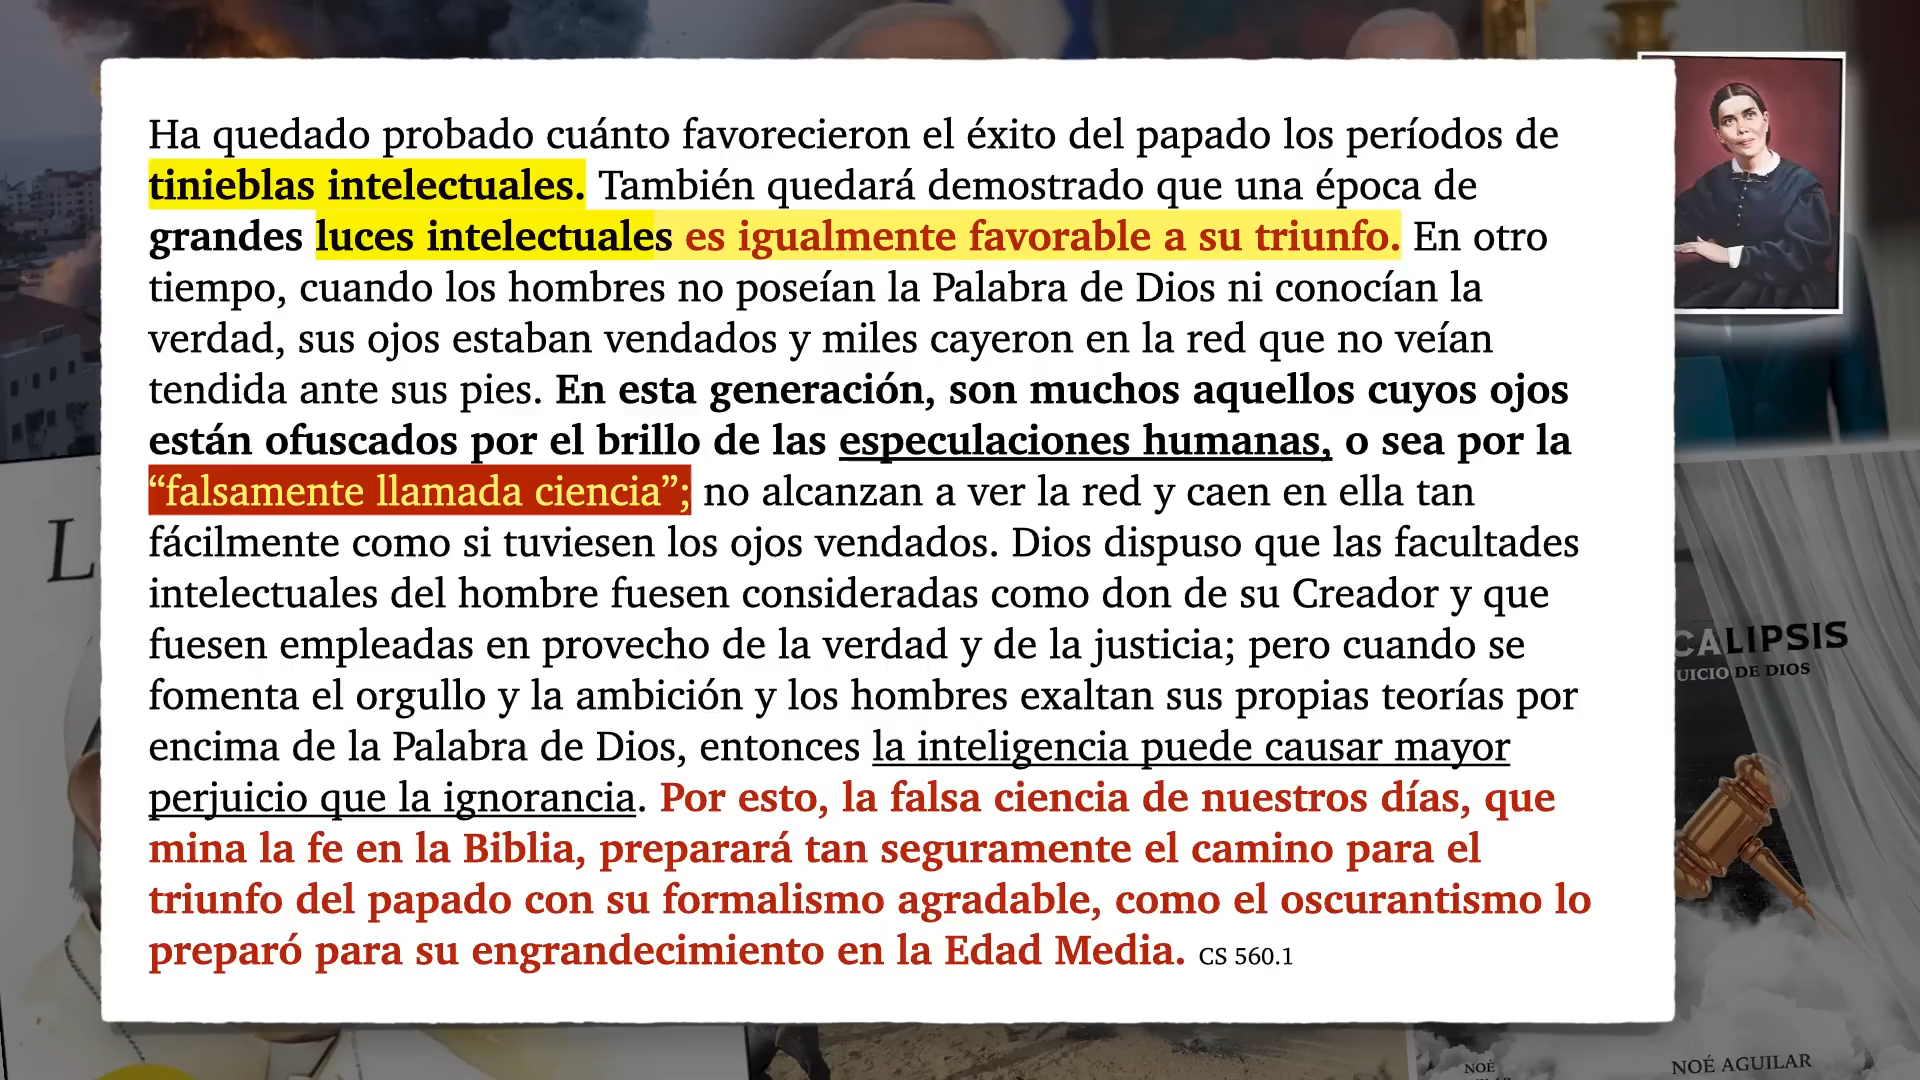 Ha quedado probado cuánto favorecieron el éxito del papado los períodos de
tinieblas intelectuales. También quedará demostrado que una época de
grandes luces intelectuales es igualmente favorable a su triunfo. En otro
tiempo, cuando los hombres no poseían la Palabra de Dios ni conocían la
verdad, sus ojos estaban vendados y miles cayeron en la red que no veían
tendida ante sus pies. En esta generación, son muchos aquellos cuyos ojos
están ofuscados por el brillo de las especulaciones humanas, o sea por la
“falsamente llamada ciencia”; no alcanzan a ver la red y caen en ella tan
fácilmente como si tuviesen los ojos vendados. Dios dispuso que las facultades
intelectuales del hombre fuesen consideradas como don de su Creador y que
fuesen empleadas en provecho de la verdad y de la justicia; pero cuando se
fomenta el orgullo y la ambición y los hombres exaltan sus propias teorías por
encima de la Palabra de Dios, entonces la inteligencia puede causar mayor
perjuicio que la ignorancia. Por esto, la falsa ciencia de nuestros días, que
mina la fe en la Biblia, preparará tan seguramente el camino para el
triunfo del papado con su formalismo agradable, como el oscurantismo lo
preparó para su engrandecimiento en la Edad Media. CS 560.1
L
CALIPSIS
UICIO DE DIOS
NOÉ
NOÉ AGUILAR